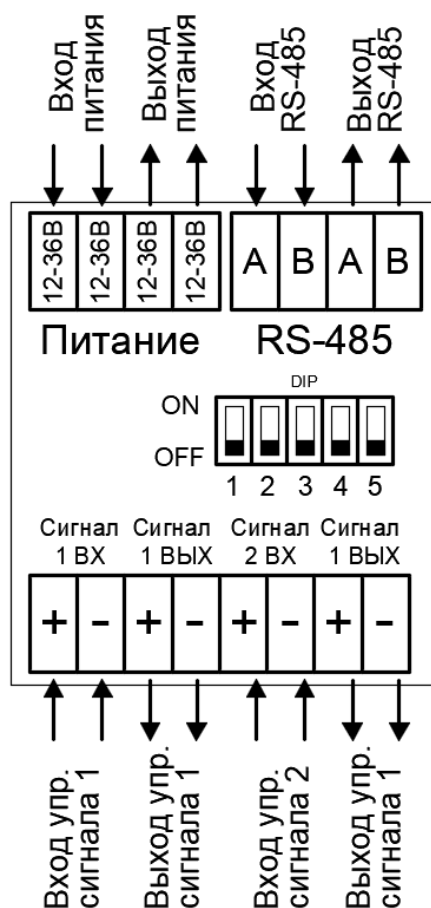 Вход
питания
Выход
питания
Вход
RS-485
Выход
RS-485
12-36В
12-36В
12-36В
12-36В
A
B
A
B
Питание
RS-485
DIP
ON
OFF
1
2
3
4
5
Сигнал
1 ВХ
Сигнал
1 ВЫХ
Сигнал
2 ВХ
Сигнал
1 ВЫХ
+
-
+
-
+
-
+
-
Вход упр.
сигнала 1
Выход упр.
сигнала 1
Вход упр.
сигнала 2
Выход упр.
сигнала 1